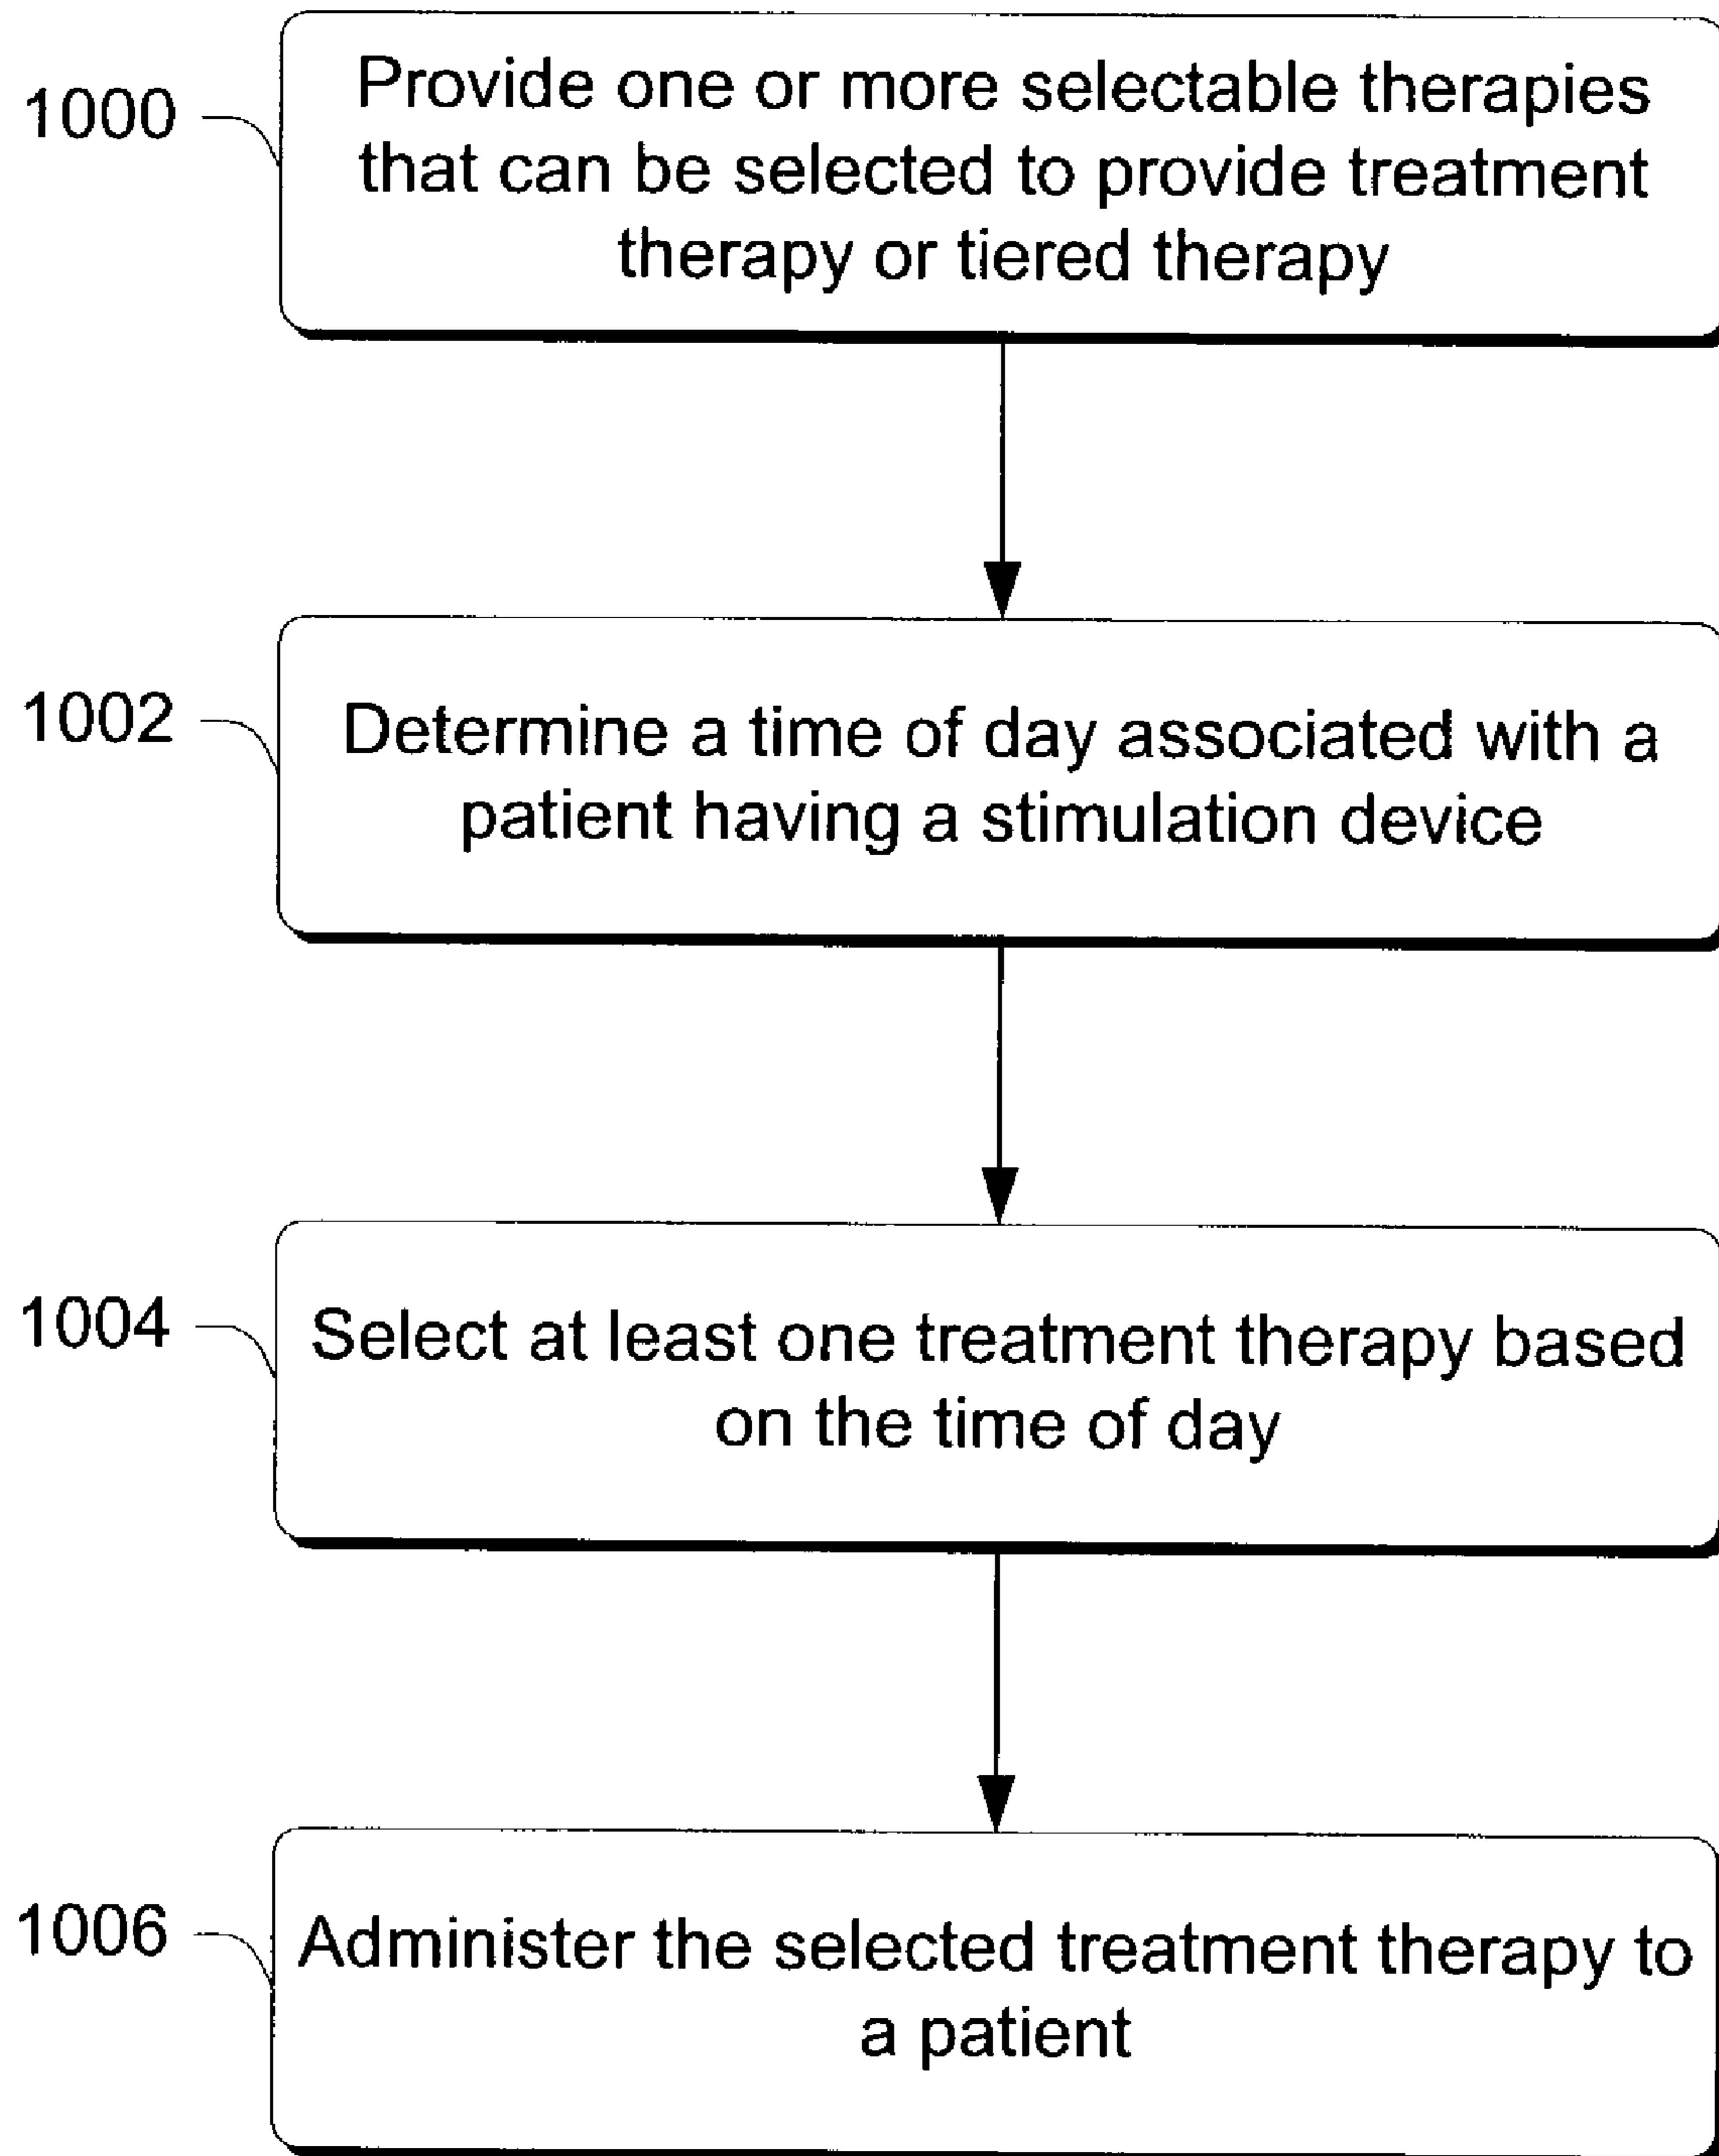 1000
Provide one or more selectable therapies
that can be selected to provide treatment
therapy or tiered therapy
1002
Determine a time of day associated with a
patient having a stimulation device
1004
Select at least one treatment therapy based
on the time of day
1006
Administer the selected treatment therapy to
a patient